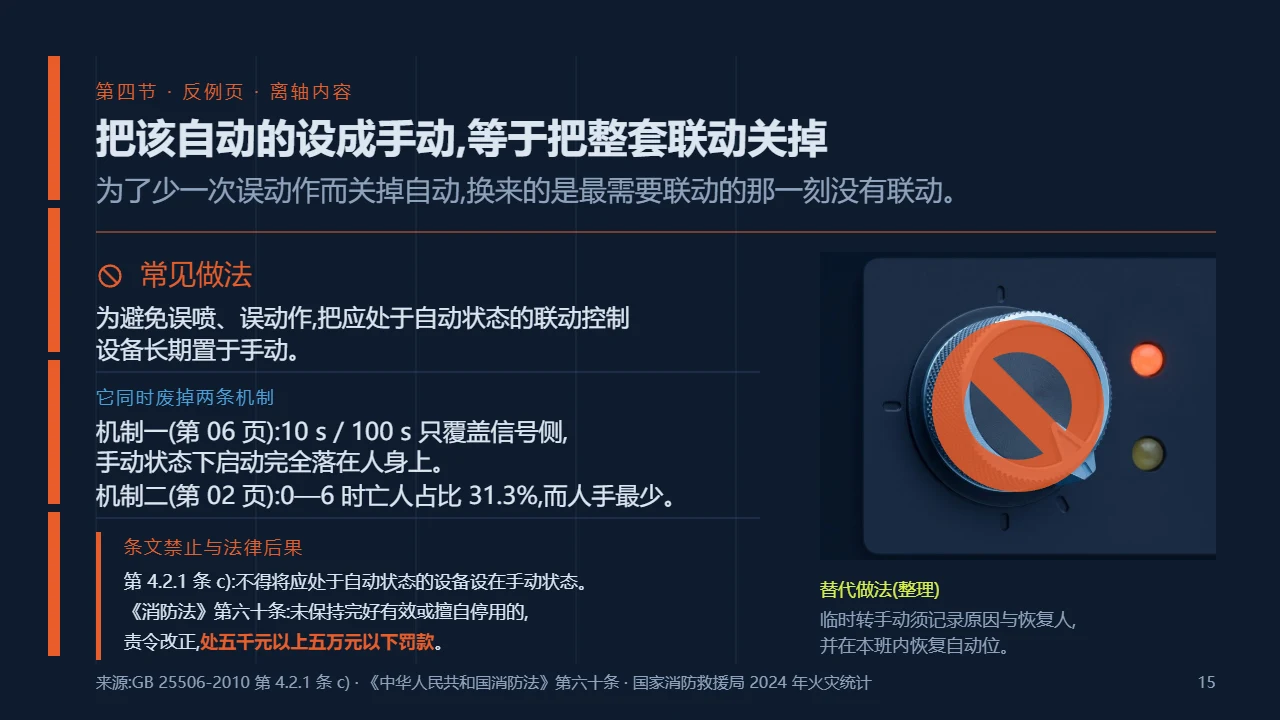 第四节 · 反例页 · 离轴内容
把该自动的设成手动,等于把整套联动关掉
为了少一次误动作而关掉自动,换来的是最需要联动的那一刻没有联动。
常见做法
为避免误喷、误动作,把应处于自动状态的联动控制
设备长期置于手动。
它同时废掉两条机制
机制一(第 06 页):10 s / 100 s 只覆盖信号侧,
手动状态下启动完全落在人身上。
机制二(第 02 页):0—6 时亡人占比 31.3%,而人手最少。
条文禁止与法律后果
第 4.2.1 条 c):不得将应处于自动状态的设备设在手动状态。
《消防法》第六十条:未保持完好有效或擅自停用的,
责令改正,处五千元以上五万元以下罚款。
替代做法(整理)
临时转手动须记录原因与恢复人,
并在本班内恢复自动位。
来源:GB 25506-2010 第 4.2.1 条 c) · 《中华人民共和国消防法》第六十条 · 国家消防救援局 2024 年火灾统计
15